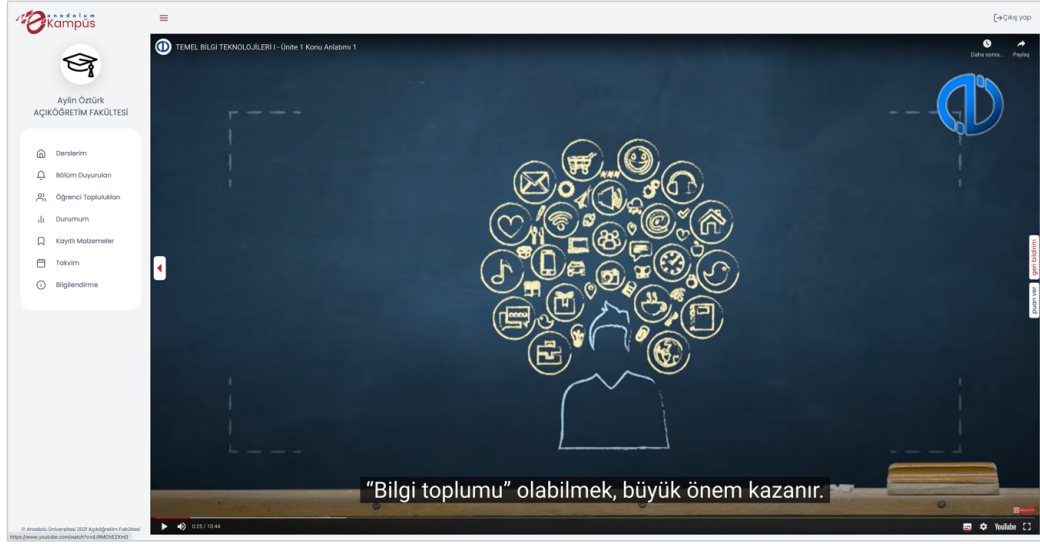 anadolum
eKampüs
Çıkış yap
Aylin Öztürk
AÇIKÖĞRETİM FAKÜLTESİ
Derslerim
Bölüm Duyuruları
Öğrenci Toplulukları
Durumum
Kayıtlı Malzemeler
Takvim
Bilgilendirme
TEMEL BİLGİ TEKNOLOJİLERİ I - Ünite 1 Konu Anlatımı 1
Daha sonra...
Paylaş
geri bildirim
puan ver
“Bilgi toplumu” olabilmek, büyük önem kazanır.
0:25 / 10:44
YouTube
© Anadolu Üniversitesi 2021 Açıköğretim Fakültesi